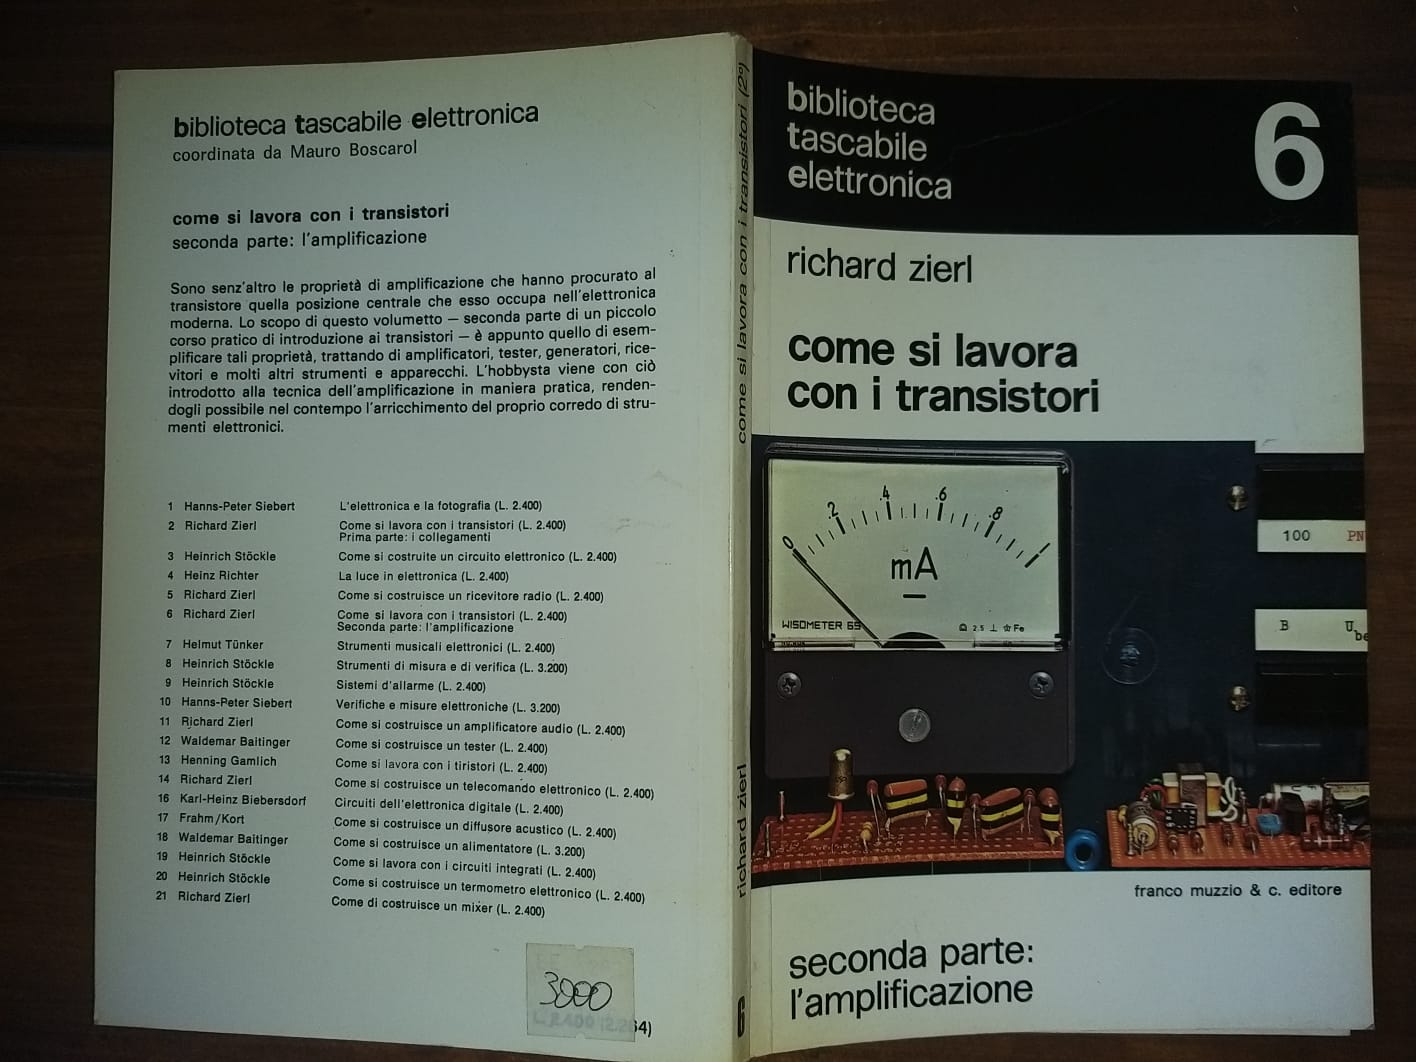 biblioteca tascabile elettronica
coordinata da Mauro Boscarol
come si lavora con i transistori
seconda parte: l'amplificazione
Sono senz'altro le proprietà di amplificazione che hanno procurato al
transistore quella posizione centrale che esso occupa nell'elettronica
moderna. Lo scopo di questo volumetto — seconda parte di un piccolo
corso pratico di introduzione ai transistori — è appunto quello di esem-
plificare tali proprietà, trattando di amplificatori, tester, generatori, rice-
vitori e molti altri strumenti e apparecchi. L'hobbysta viene con ciò
introdotto alla tecnica dell'amplificazione in maniera pratica, renden-
dogli possibile nel contempo l'arricchimento del proprio corredo di stru-
menti elettronici.
1 Hanns-Peter Siebert L'elettronica e la fotografia (L. 2.400)
2 Richard Zierl Come si lavora con i transistori (L. 2.400)
Prima parte: i collegamenti
3 Heinrich Stöckle Come si costruite un circuito elettronico (L. 2.400)
4 Heinz Richter La luce in elettronica (L. 2.400)
5 Richard Zierl Come si costruisce un ricevitore radio (L. 2.400)
6 Richard Zierl Come si lavora con i transistori (L. 2.400)
Seconda parte: l'amplificazione
7 Helmut Tünker Strumenti musicali elettronici (L. 2.400)
8 Heinrich Stöckle Strumenti di misura e di verifica (L. 3.200)
9 Heinrich Stöckle Sistemi d'allarme (L. 2.400)
10 Hanns-Peter Siebert Verifiche e misure elettroniche (L. 3.200)
11 Richard Zierl Come si costruisce un amplificatore audio (L. 2.400)
12 Waldemar Baitinger Come si costruisce un tester (L. 2.400)
13 Henning Gamlich Come si lavora con i tiristori (L. 2.400)
14 Richard Zierl Come si costruisce un telecomando elettronico (L. 2.400)
16 Karl-Heinz Biebersdorf Circuiti dell'elettronica digitale (L. 2.400)
17 Frahm/Kort Come si costruisce un diffusore acustico (L. 2.400)
18 Waldemar Baitinger Come si costruisce un alimentatore (L. 3.200)
19 Heinrich Stöckle Come si lavora con i circuiti integrati (L. 2.400)
20 Heinrich Stöckle Come si costruisce un termometro elettronico (L. 2.400)
21 Richard Zierl Come di costruisce un mixer (L. 2.400)
3000
L. 2.400 (2.264)
come si lavora con i transistori (2º)
richard zierl
6
biblioteca
tascabile
elettronica
6
richard zierl
come si lavora
con i transistori
0 .2 .4 .6 .8 1
mA
WISOMETER 65
2.5 ⊥ Fe
100 PN
B Ube
franco muzzio & c. editore
seconda parte:
l'amplificazione